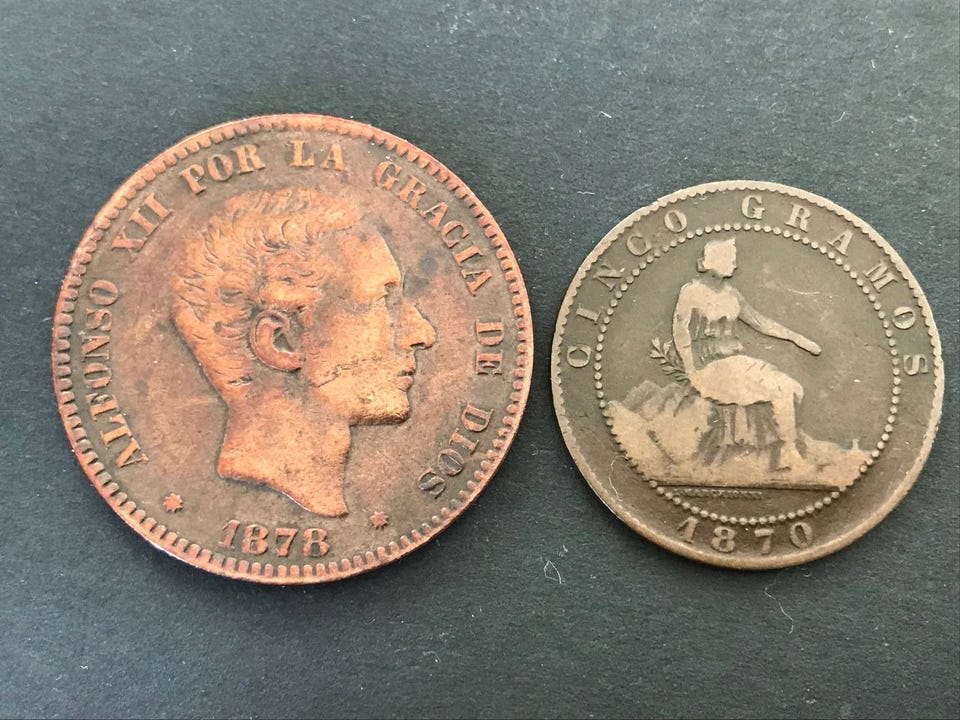 ALFONSO XII POR LA GRACIA DE DIOS
1878
CINCO GRAMOS
1870